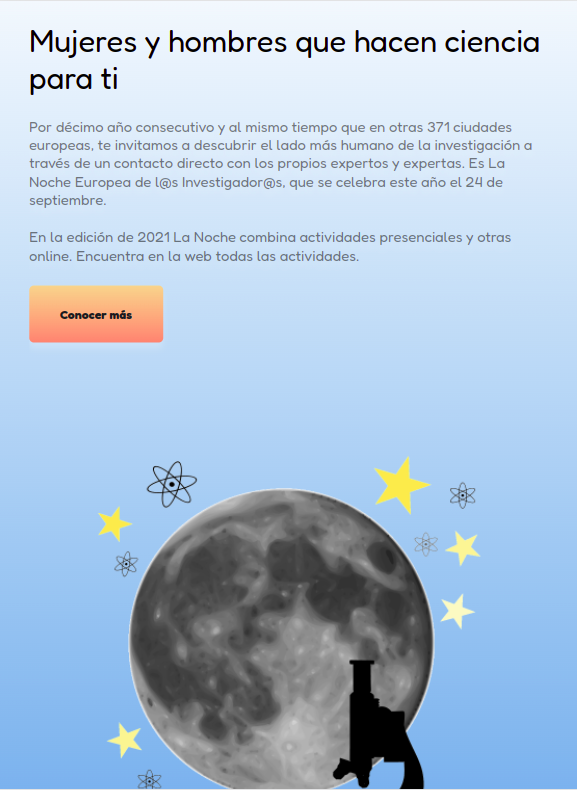 Mujeres y hombres que hacen ciencia
para ti
Por décimo año consecutivo y al mismo tiempo que en otras 371 ciudades
europeas, te invitamos a descubrir el lado más humano de la investigación a
través de un contacto directo con los propios expertos y expertas. Es La
Noche Europea de l@s Investigador@s, que se celebra este año el 24 de
septiembre.
En la edición de 2021 La Noche combina actividades presenciales y otras
online. Encuentra en la web todas las actividades.
Conocer más